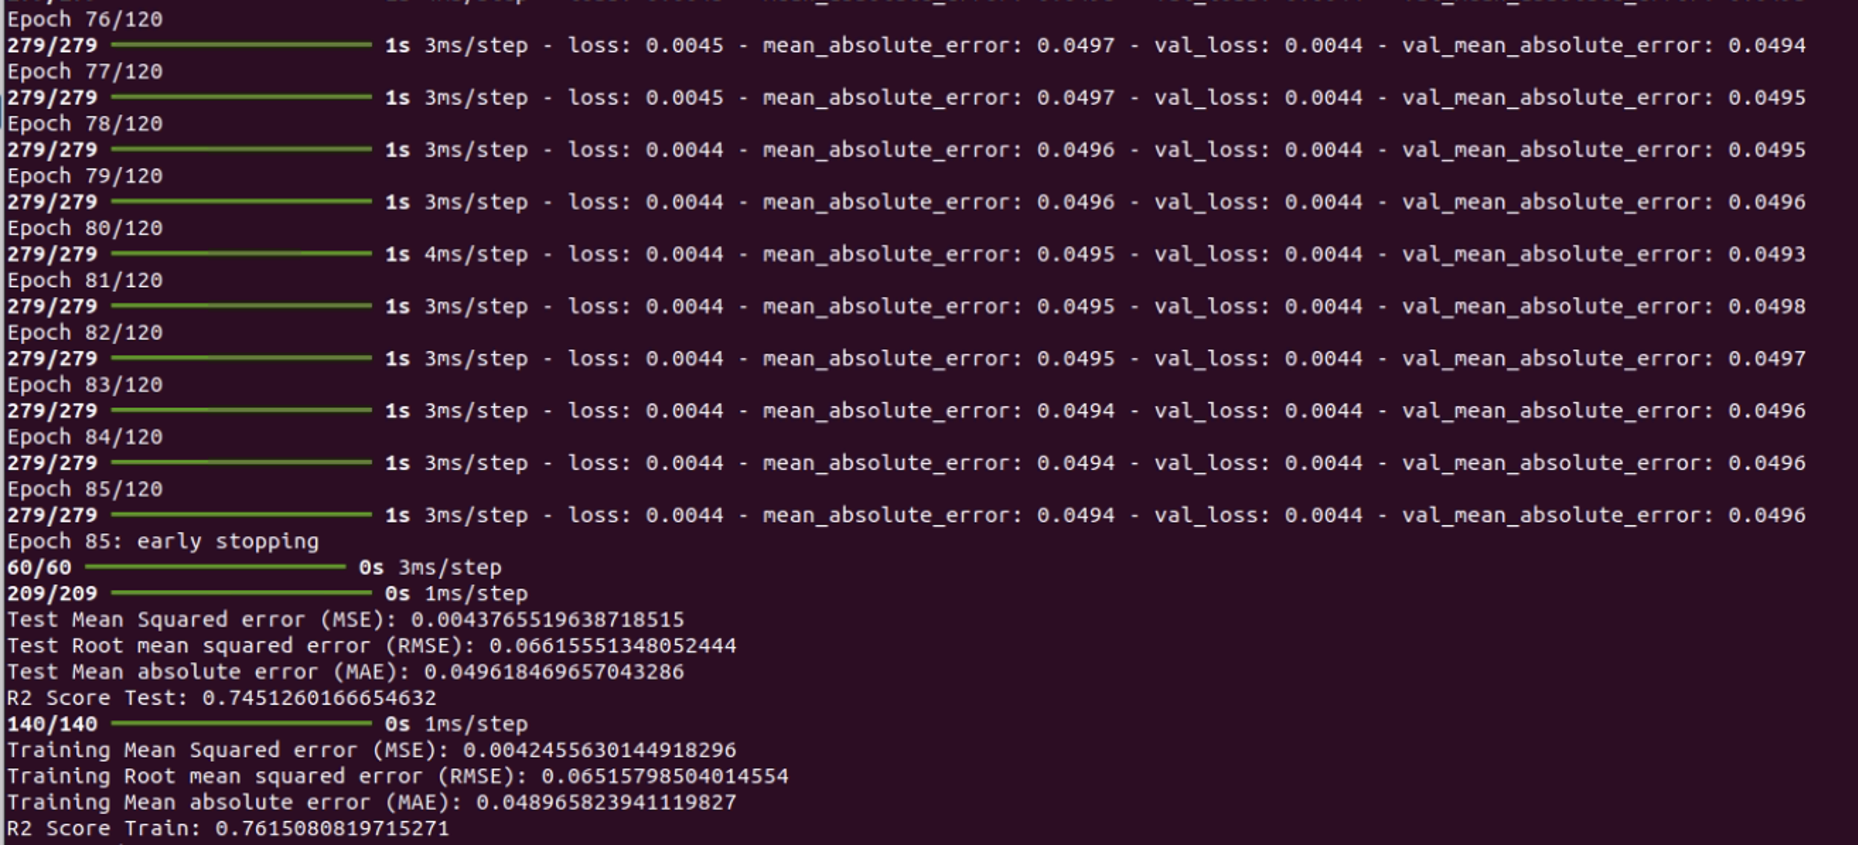 Epoch 76/120
279/279 1s 3ms/step - loss: 0.0045 - mean_absolute_error: 0.0497 - val_loss: 0.0044 - val_mean_absolute_error: 0.0494
Epoch 77/120
279/279 1s 3ms/step - loss: 0.0045 - mean_absolute_error: 0.0497 - val_loss: 0.0044 - val_mean_absolute_error: 0.0495
Epoch 78/120
279/279 1s 3ms/step - loss: 0.0044 - mean_absolute_error: 0.0496 - val_loss: 0.0044 - val_mean_absolute_error: 0.0495
Epoch 79/120
279/279 1s 3ms/step - loss: 0.0044 - mean_absolute_error: 0.0496 - val_loss: 0.0044 - val_mean_absolute_error: 0.0496
Epoch 80/120
279/279 1s 4ms/step - loss: 0.0044 - mean_absolute_error: 0.0495 - val_loss: 0.0044 - val_mean_absolute_error: 0.0493
Epoch 81/120
279/279 1s 3ms/step - loss: 0.0044 - mean_absolute_error: 0.0495 - val_loss: 0.0044 - val_mean_absolute_error: 0.0498
Epoch 82/120
279/279 1s 3ms/step - loss: 0.0044 - mean_absolute_error: 0.0495 - val_loss: 0.0044 - val_mean_absolute_error: 0.0497
Epoch 83/120
279/279 1s 3ms/step - loss: 0.0044 - mean_absolute_error: 0.0494 - val_loss: 0.0044 - val_mean_absolute_error: 0.0496
Epoch 84/120
279/279 1s 3ms/step - loss: 0.0044 - mean_absolute_error: 0.0494 - val_loss: 0.0044 - val_mean_absolute_error: 0.0496
Epoch 85/120
279/279 1s 3ms/step - loss: 0.0044 - mean_absolute_error: 0.0494 - val_loss: 0.0044 - val_mean_absolute_error: 0.0496
Epoch 85: early stopping
60/60 0s 3ms/step
209/209 0s 1ms/step
Test Mean Squared error (MSE): 0.0043765519638718515
Test Root mean squared error (RMSE): 0.06615551348052444
Test Mean absolute error (MAE): 0.049618469657043286
R2 Score Test: 0.7451260166654632
140/140 0s 1ms/step
Training Mean Squared error (MSE): 0.0042455630144918296
Training Root mean squared error (RMSE): 0.06515798504014554
Training Mean absolute error (MAE): 0.048965823941119827
R2 Score Train: 0.7615080819715271